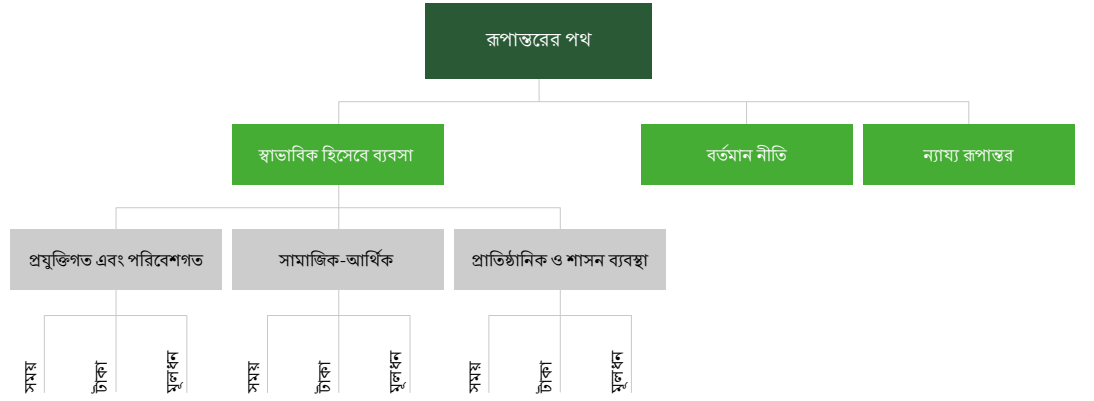 রূপান্তরের পথ
স্বাভাবিক হিসেবে ব্যবসা
বর্তমান নীতি
ন্যায্য রূপান্তর
প্রযুক্তিগত এবং পরিবেশগত
সামাজিক-আর্থিক
প্রাতিষ্ঠানিক ও শাসন ব্যবস্থা
সময়
টাকা
মূলধন
সময়
টাকা
মূলধন
সময়
টাকা
মূলধন